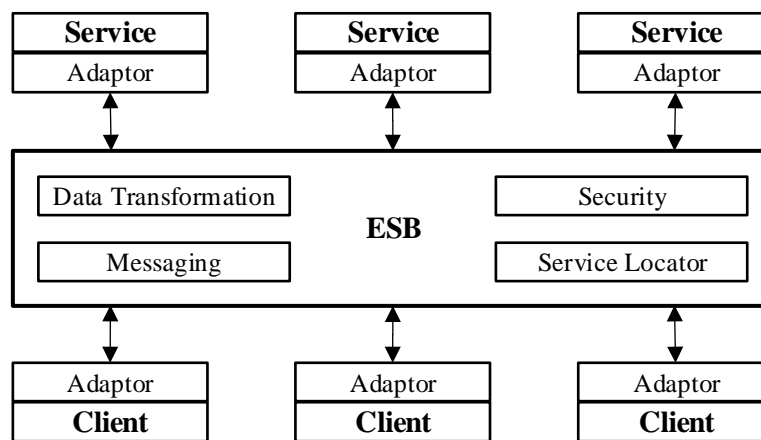 Service Service Service
Adaptor Adaptor Adaptor
Data Transformation Security
ESB
Messaging Service Locator
Adaptor Adaptor Adaptor
Client Client Client